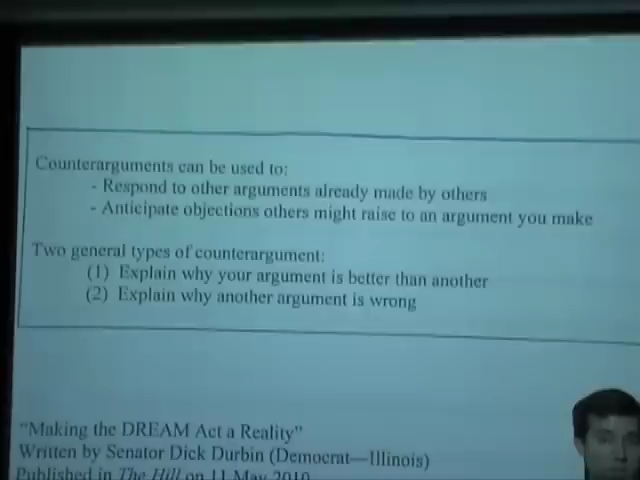 Counterarguments can be used to:
- Respond to other arguments already made by others
- Anticipate objections others might raise to an argument you make
Two general types of counterargument:
(1) Explain why your argument is better than another
(2) Explain why another argument is wrong
"Making the DREAM Act a Reality"
Written by Senator Dick Durbin (Democrat—Illinois)
Published in The Hill on 11 May 2010